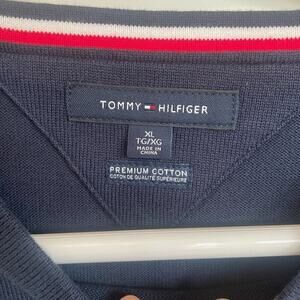 TOMMY HILFIGER
XL
TG/XG
MADE IN
CHINA
PREMIUM COTTON
COTON DE QUALITÉ SUPÉRIEURE